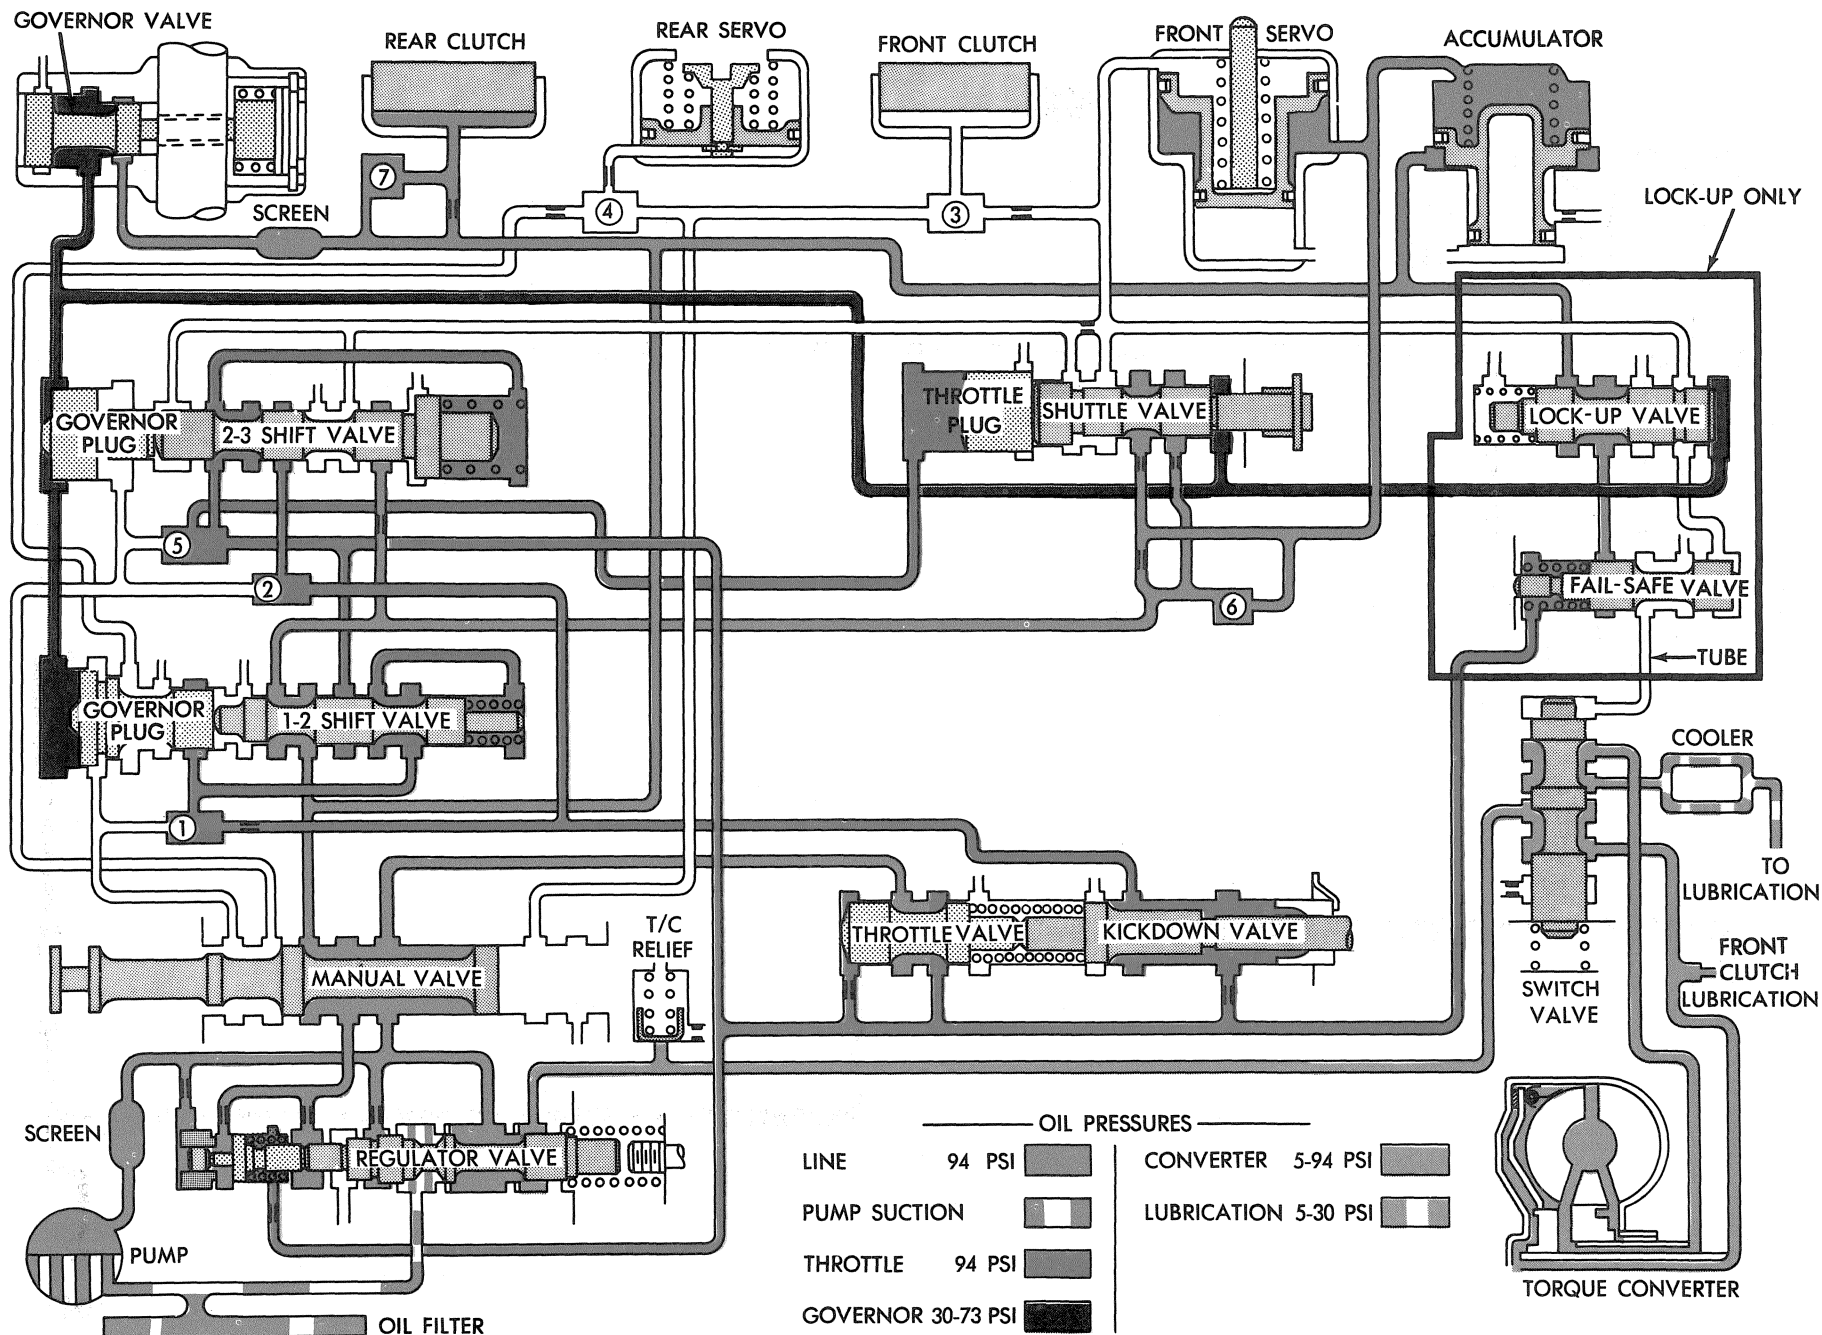 GOVERNOR VALVE
REAR CLUTCH
REAR SERVO
FRONT CLUTCH
FRONT SERVO
ACCUMULATOR
7
SCREEN
4
3
LOCK-UP ONLY
GOVERNOR
PLUG
2-3 SHIFT VALVE
THROTTLE
PLUG
SHUTTLE VALVE
LOCK-UP VALVE
5
2
6
FAIL-SAFE VALVE
TUBE
GOVERNOR
PLUG
1-2 SHIFT VALVE
COOLER
1
TO
LUBRICATION
T/C
RELIEF
THROTTLE VALVE
KICKDOWN VALVE
MANUAL VALVE
SWITCH
VALVE
FRONT
CLUTCH
LUBRICATION
SCREEN
REGULATOR VALVE
PUMP
OIL FILTER
OIL PRESSURES
LINE 94 PSI
PUMP SUCTION
THROTTLE 94 PSI
GOVERNOR 30-73 PSI
CONVERTER 5-94 PSI
LUBRICATION 5-30 PSI
TORQUE CONVERTER